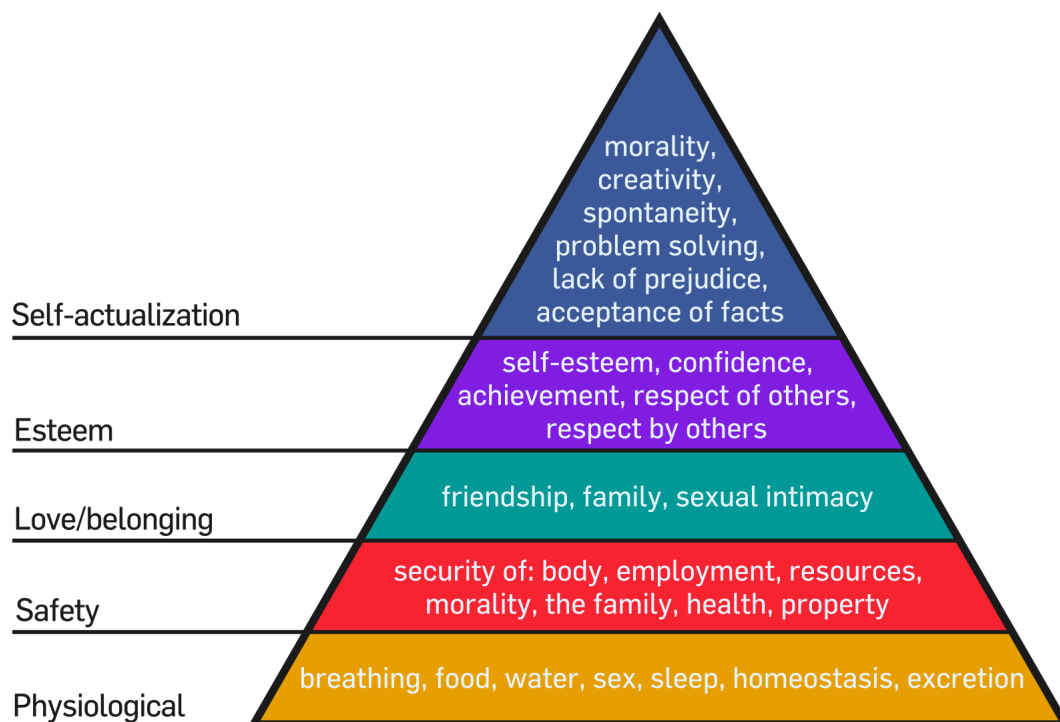 morality,
creativity,
spontaneity,
problem solving,
lack of prejudice,
acceptance of facts
Self-actualization
self-esteem, confidence,
achievement, respect of others,
respect by others
Esteem
friendship, family, sexual intimacy
Love/belonging
security of: body, employment, resources,
morality, the family, health, property
Safety
breathing, food, water, sex, sleep, homeostasis, excretion
Physiological